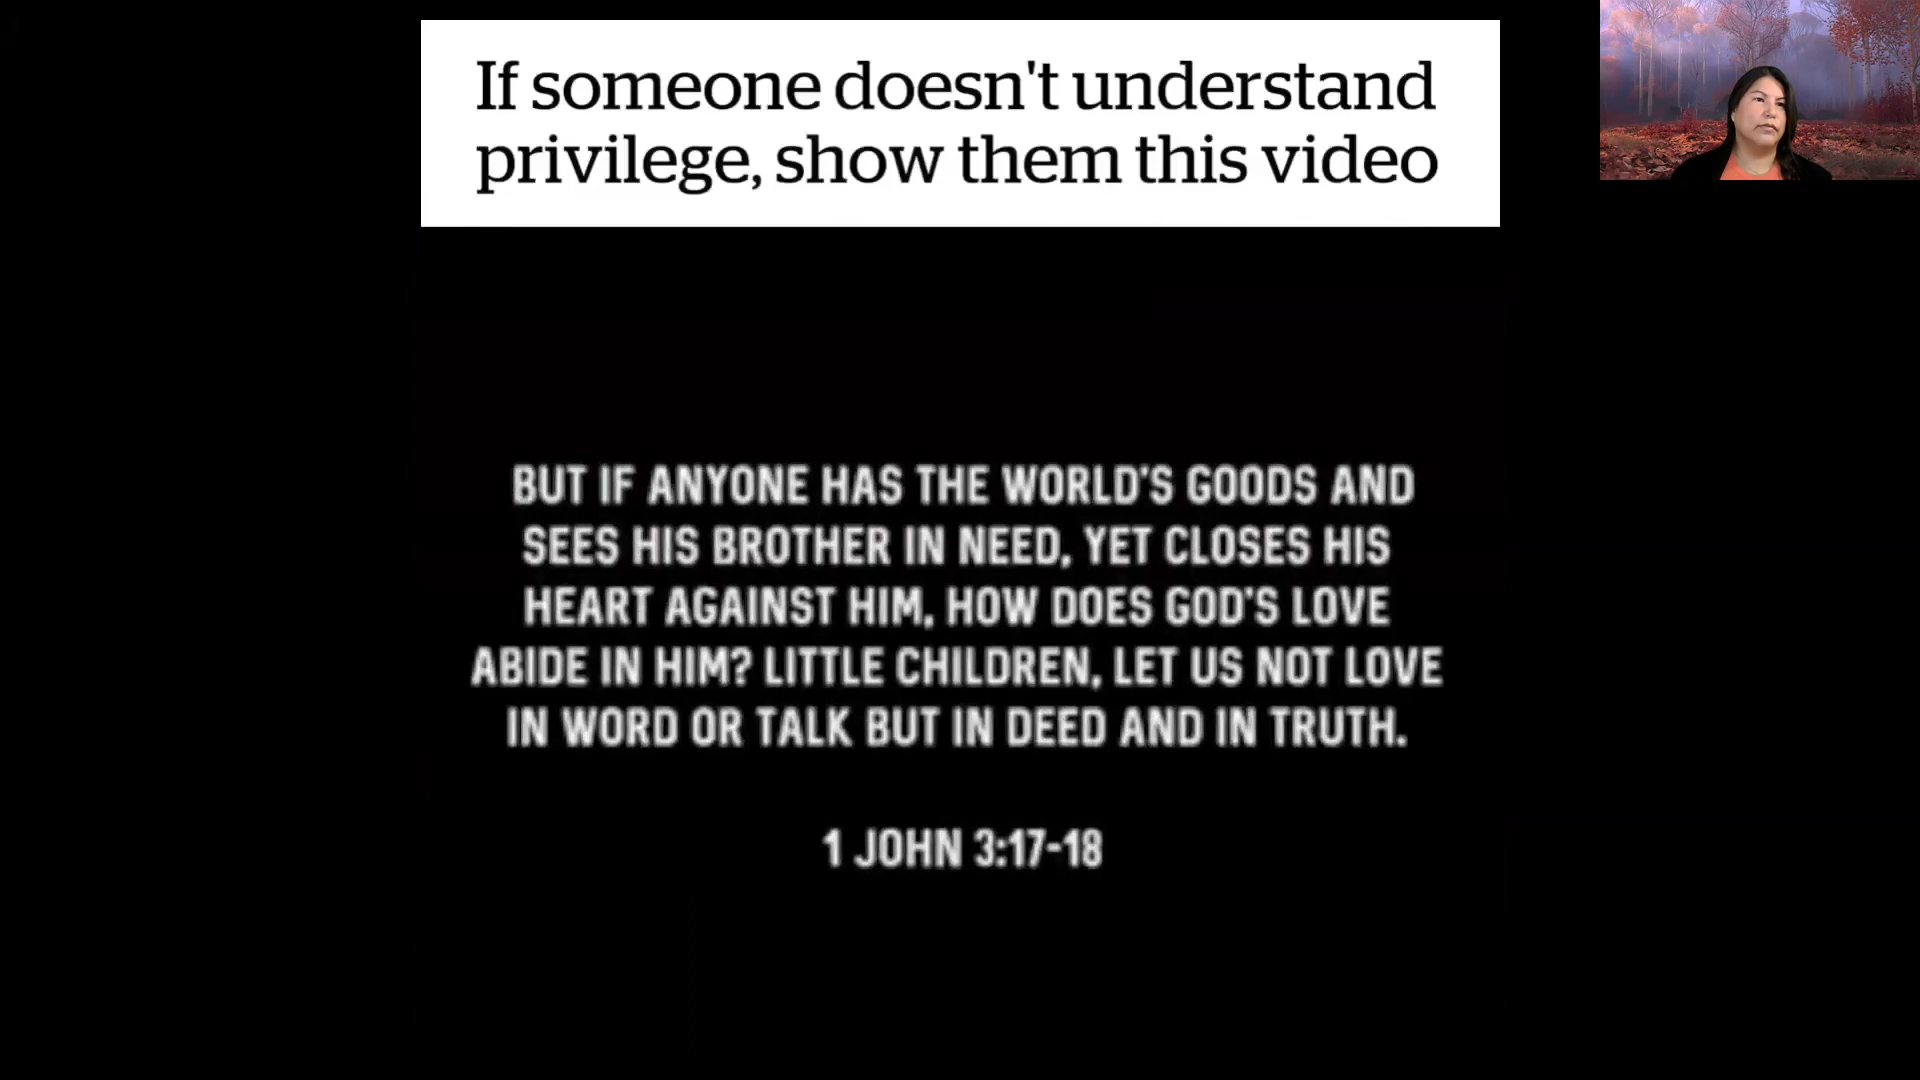 If someone doesn't understand
privilege, show them this video
BUT IF ANYONE HAS THE WORLD'S GOODS AND
SEES HIS BROTHER IN NEED, YET CLOSES HIS
HEART AGAINST HIM, HOW DOES GOD'S LOVE
ABIDE IN HIM? LITTLE CHILDREN, LET US NOT LOVE
IN WORD OR TALK BUT IN DEED AND IN TRUTH.
1 JOHN 3:17-18